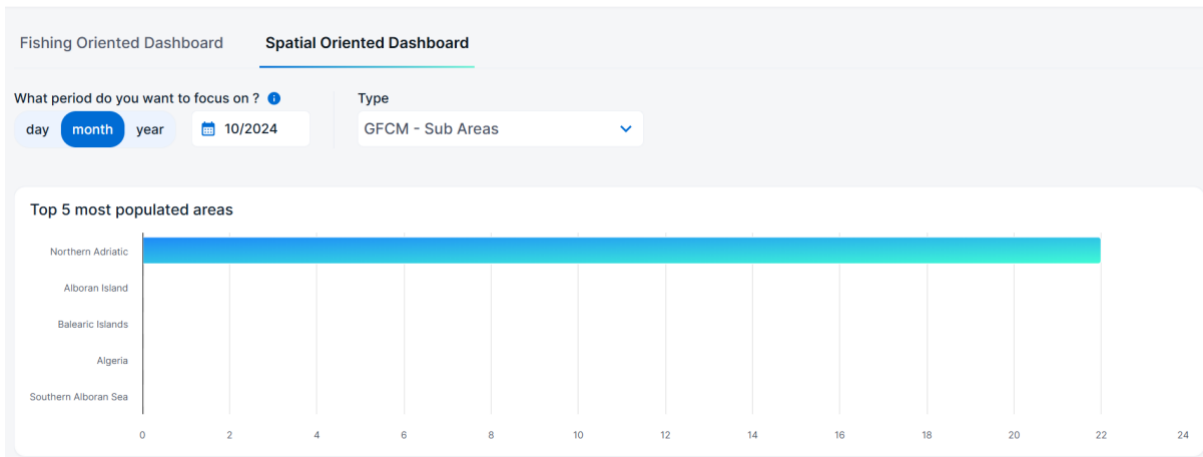 Fishing Oriented Dashboard Spatial Oriented Dashboard
What period do you want to focus on ? Type
day month year 10/2024 GFCM - Sub Areas
Top 5 most populated areas
Northern Adriatic
Alboran Island
Balearic Islands
Algeria
Southern Alboran Sea
0 2 4 6 8 10 12 14 16 18 20 22 24